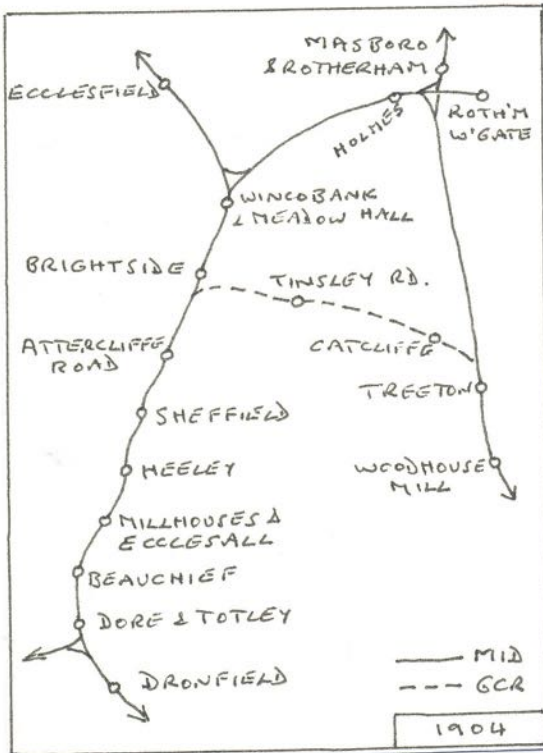 MASBORO
& ROTHERHAM
ECCLESFIELD
HOLMES
ROTH'M
W'GATE
WINCOBANK
& MEADOW HALL
BRIGHTSIDE
TINSLEY RD.
ATTERCLIFFE
ROAD
CATCLIFFE
TREETON
SHEFFIELD
HEELEY
WOODHOUSE
MILL
MILLHOUSES &
ECCLESALL
BEAUCHIEF
DORE & TOTLEY
DRONFIELD
MID
GCR
1904